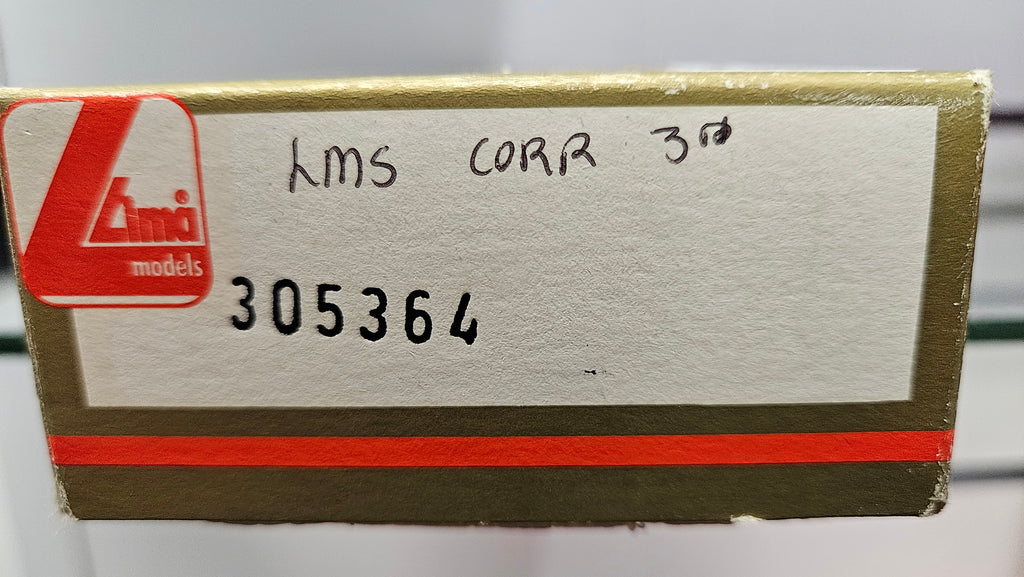 LMS CORR 3rd
Lima
models
305364